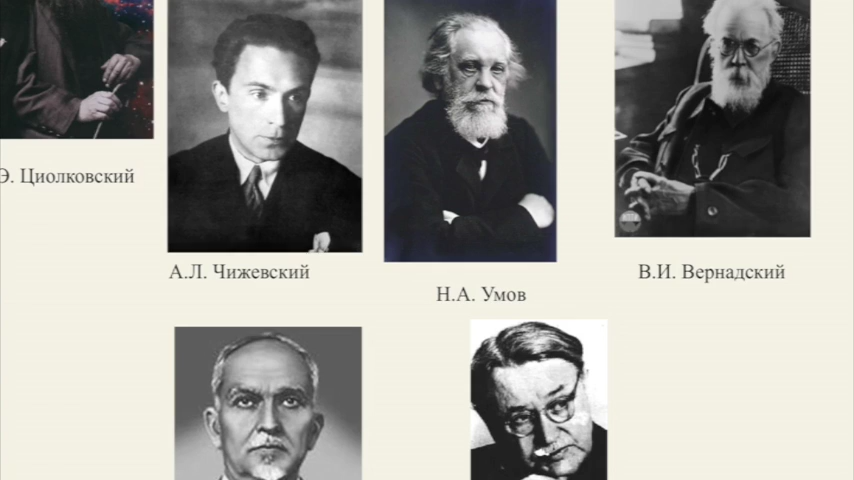 Э. Циолковский
А.Л. Чижевский
Н.А. Умов
В.И. Вернадский